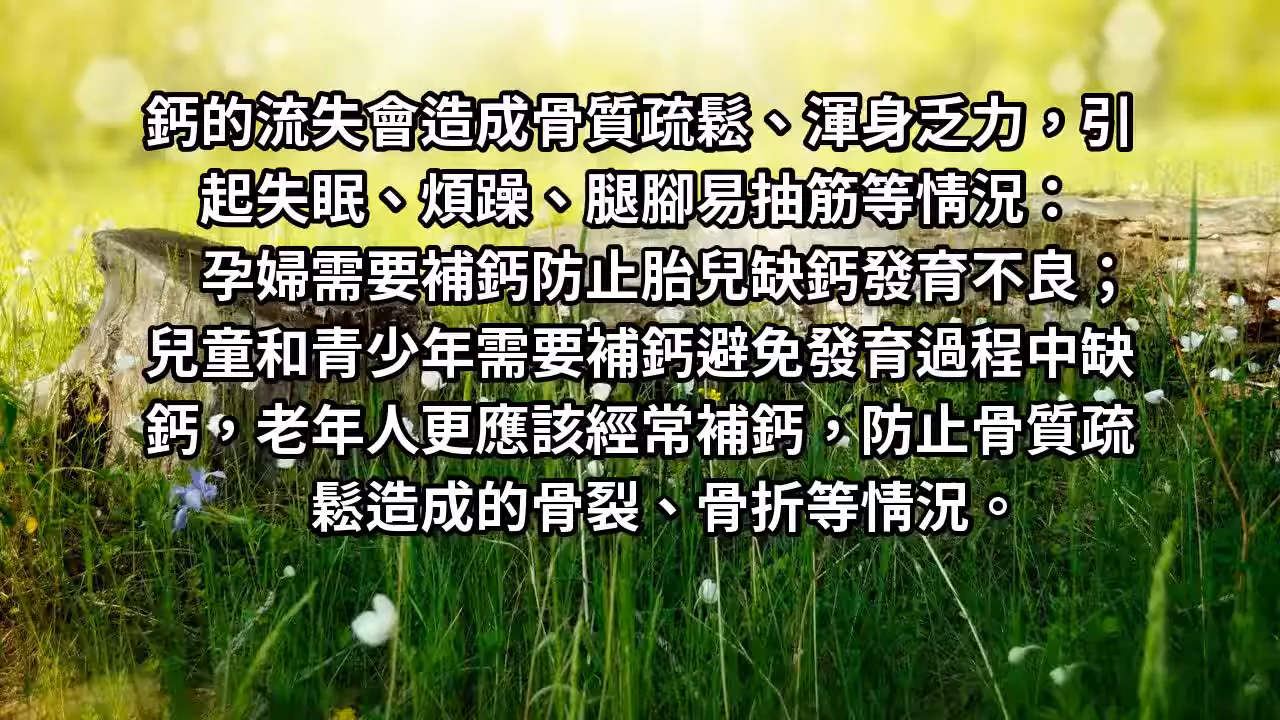 鈣的流失會造成骨質疏鬆、渾身乏力，引
起失眠、煩躁、腿腳易抽筋等情況：
孕婦需要補鈣防止胎兒缺鈣發育不良；
兒童和青少年需要補鈣避免發育過程中缺
鈣，老年人更應該經常補鈣，防止骨質疏
鬆造成的骨裂、骨折等情況。